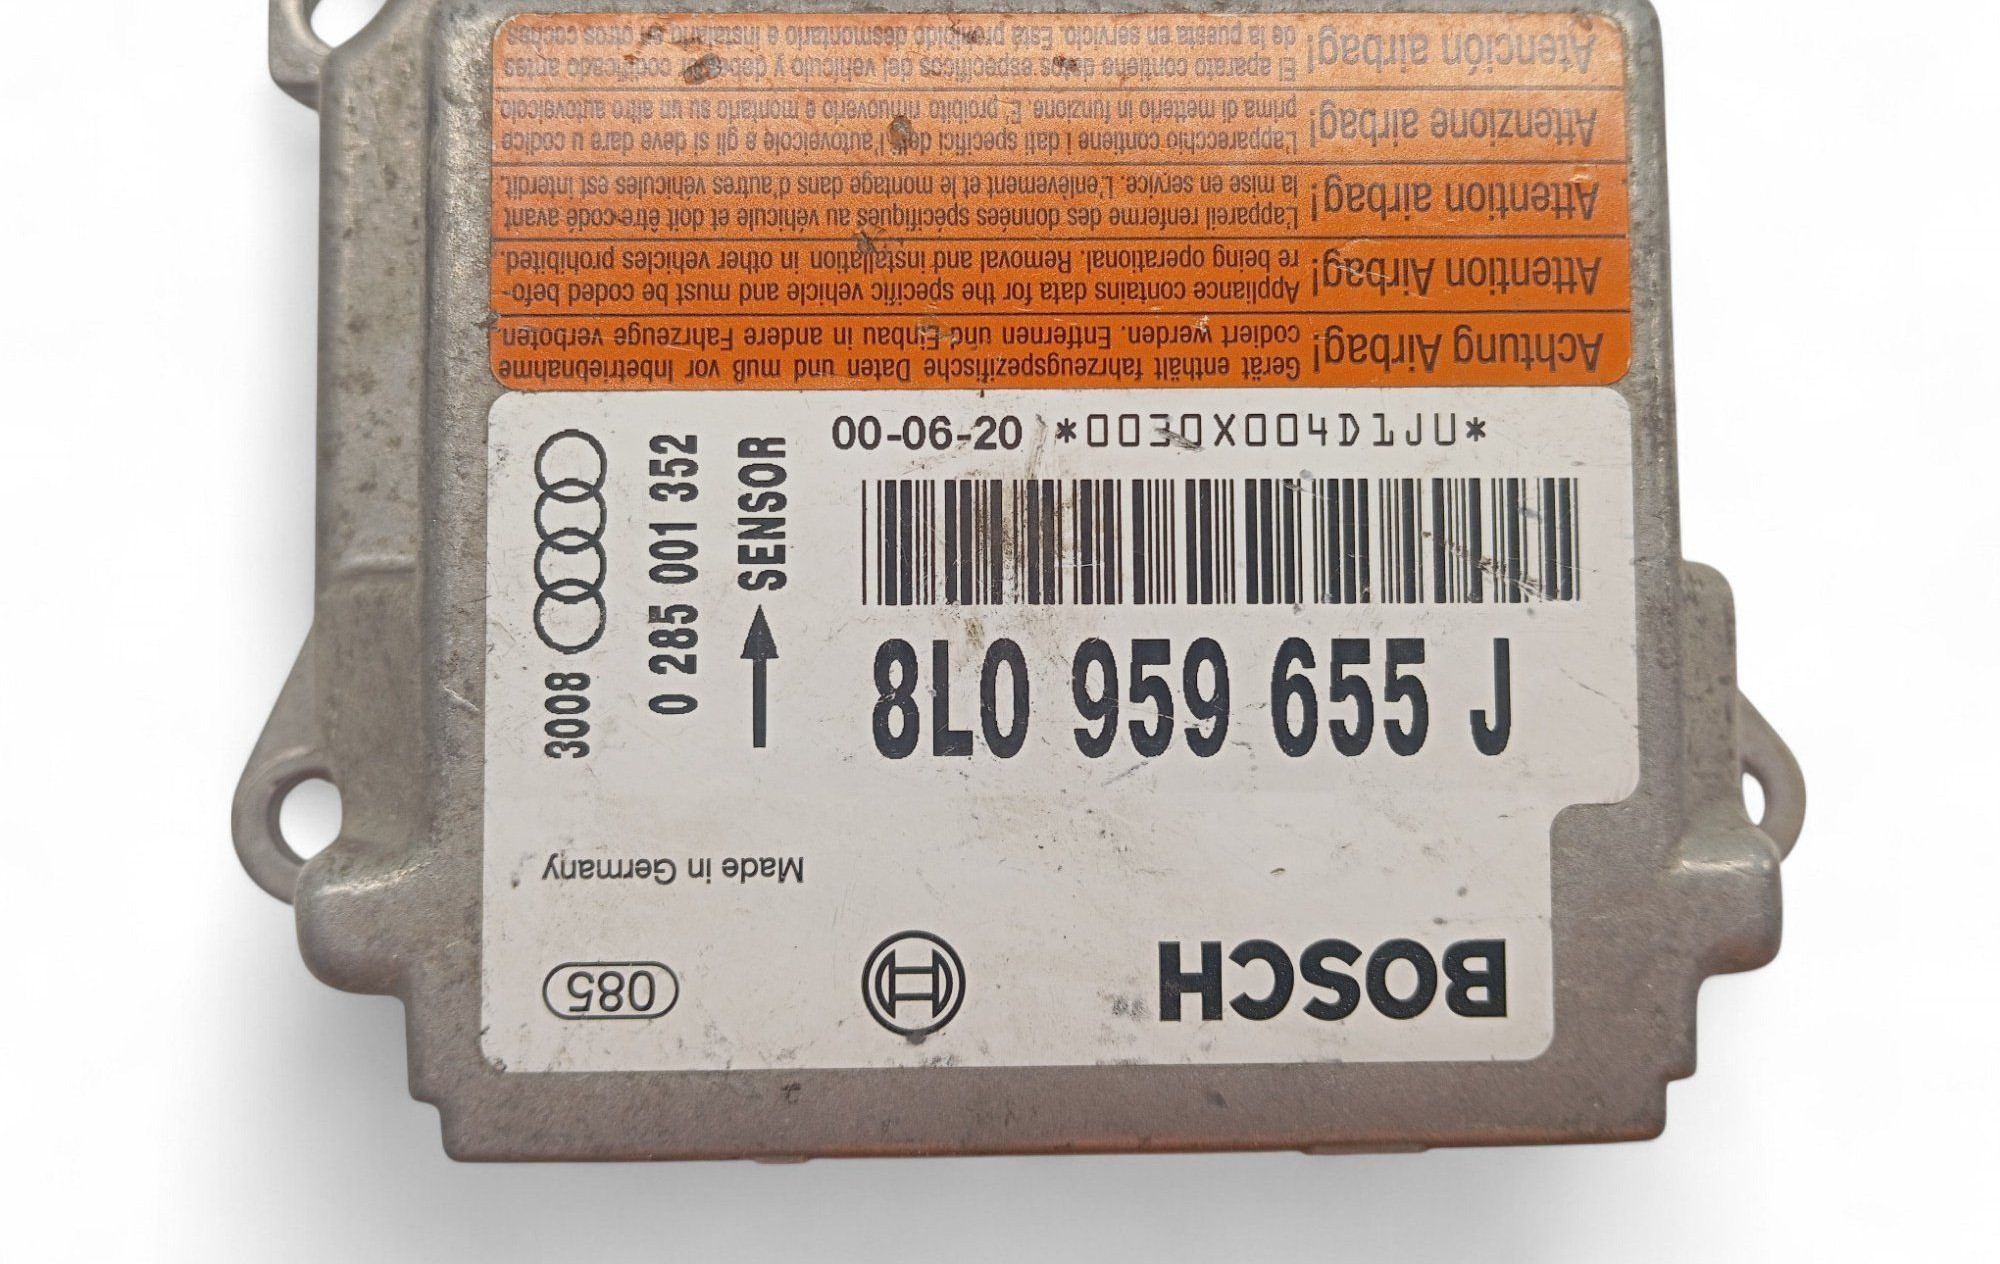 Atención airbag!
El aparato contiene datos específicos del vehículo y debe ser codificado antes
de la puesta en servicio. Está prohibido desmontarlo e instalarlo en otros coches
Attenzione airbag!
L'apparecchio contiene i dati specifici dell'autoveicolo e gli si deve dare u codice
prima di metterlo in funzione. E' proibito rimuoverlo e montarlo su un altro autoveicolo.
Attention airbag!
L'appareil renferme des données spécifiques au véhicule et doit être codé avant
la mise en service. L'enlèvement et le montage dans d'autres véhicules est interdit.
Attention Airbag!
Appliance contains data for the specific vehicle and must be coded befo-
re being operational. Removal and installation in other vehicles prohibited.
Achtung Airbag!
Gerät enthält fahrzeugspezifische Daten und muß vor Inbetriebnahme
codiert werden. Entfernen und Einbau in andere Fahrzeuge verboten.
00-06-20 *0030X004D1JU*
8L0 959 655 J
3008
0 285 001 352
SENSOR
Made in Germany
BOSCH
085